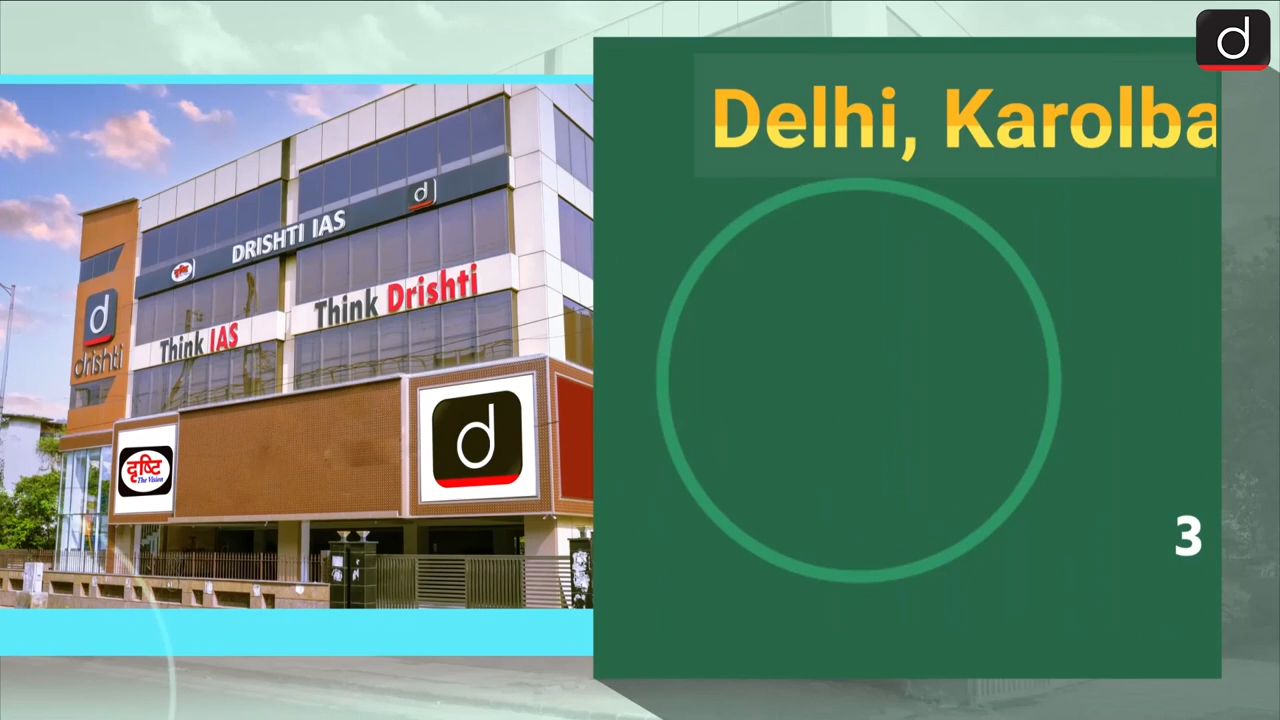 d
Delhi, Karolba
DRISHTI IAS
d
दृष्टि
Think Drishti
Think IAS
d
drishti
d
दृष्टि
The Vision
3